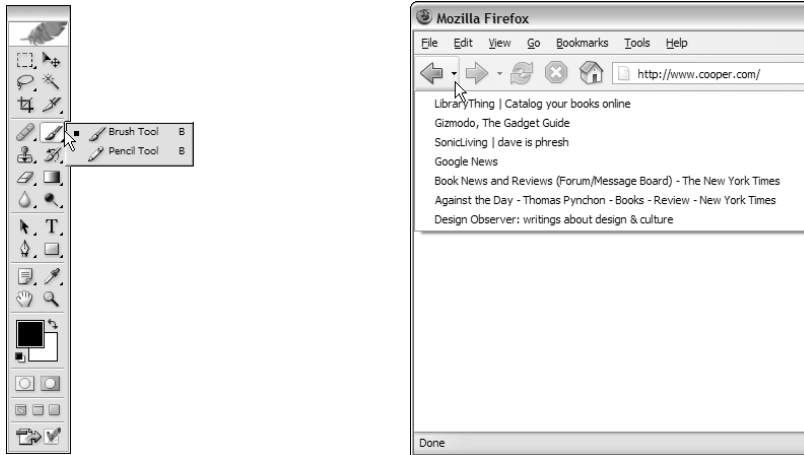 Brush Tool B
Pencil Tool B
T
Mozilla Firefox
File Edit View Go Bookmarks Tools Help
http://www.cooper.com/
LibraryThing | Catalog your books online
Gizmodo, The Gadget Guide
SonicLiving | dave is phresh
Google News
Book News and Reviews (Forum/Message Board) - The New York Times
Against the Day - Thomas Pynchon - Books - Review - New York Times
Design Observer: writings about design & culture
Done